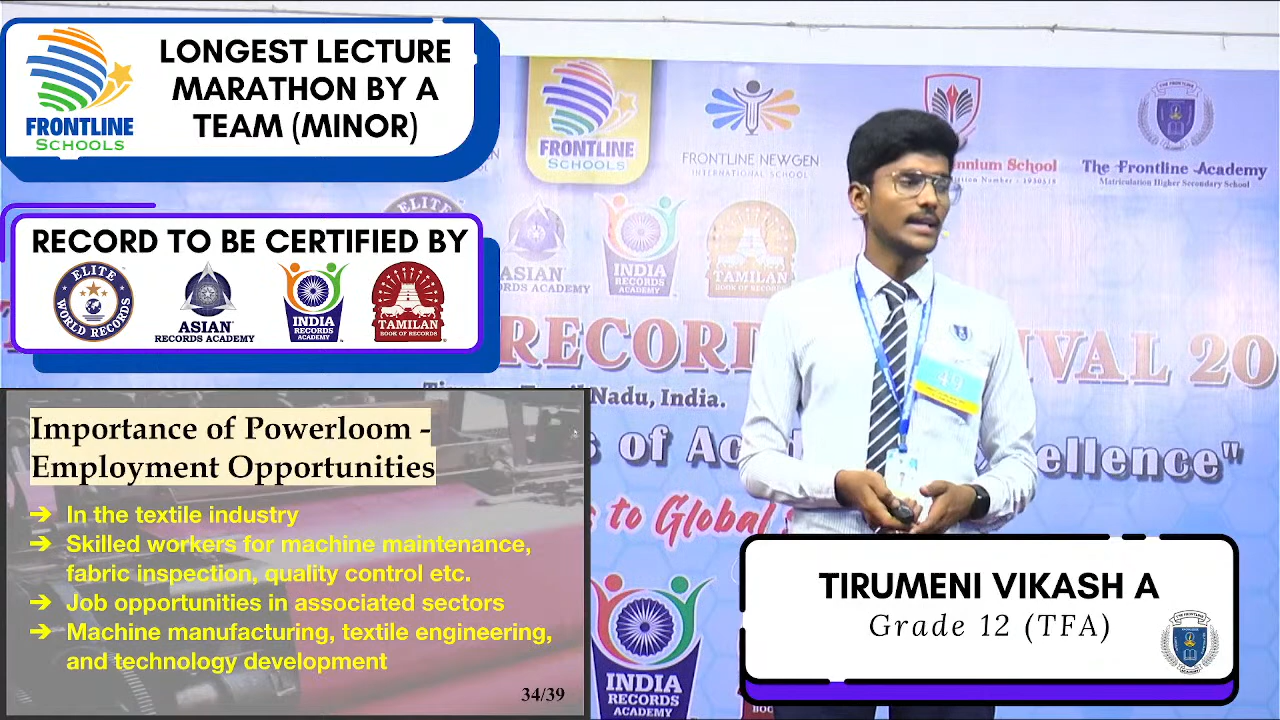 FRONTLINE
SCHOOLS
LONGEST LECTURE
MARATHON BY A
TEAM (MINOR)
RECORD TO BE CERTIFIED BY
ELITE
WORLD RECORDS
ASIAN
RECORDS ACADEMY
INDIA
RECORDS
ACADEMY
TAMILAN
BOOK OF RECORDS
Importance of Powerloom -
Employment Opportunities
➔ In the textile industry
➔ Skilled workers for machine maintenance,
fabric inspection, quality control etc.
➔ Job opportunities in associated sectors
➔ Machine manufacturing, textile engineering,
and technology development
34/39
FRONTLINE
SCHOOLS
FRONTLINE NEWGEN
INTERNATIONAL SCHOOL
School
The Frontline Academy
Matriculation Higher Secondary School
ELITE
ASIAN
RECORDS ACADEMY
INDIA
RECORDS
ACADEMY
TAMILAN
BOOK OF RECORDS
RECOR VAL 20
Nadu, India.
of
ellence"
to Global
49
INDIA
RECORDS
ACADEMY
TIRUMENI VIKASH A
Grade 12 (TFA)